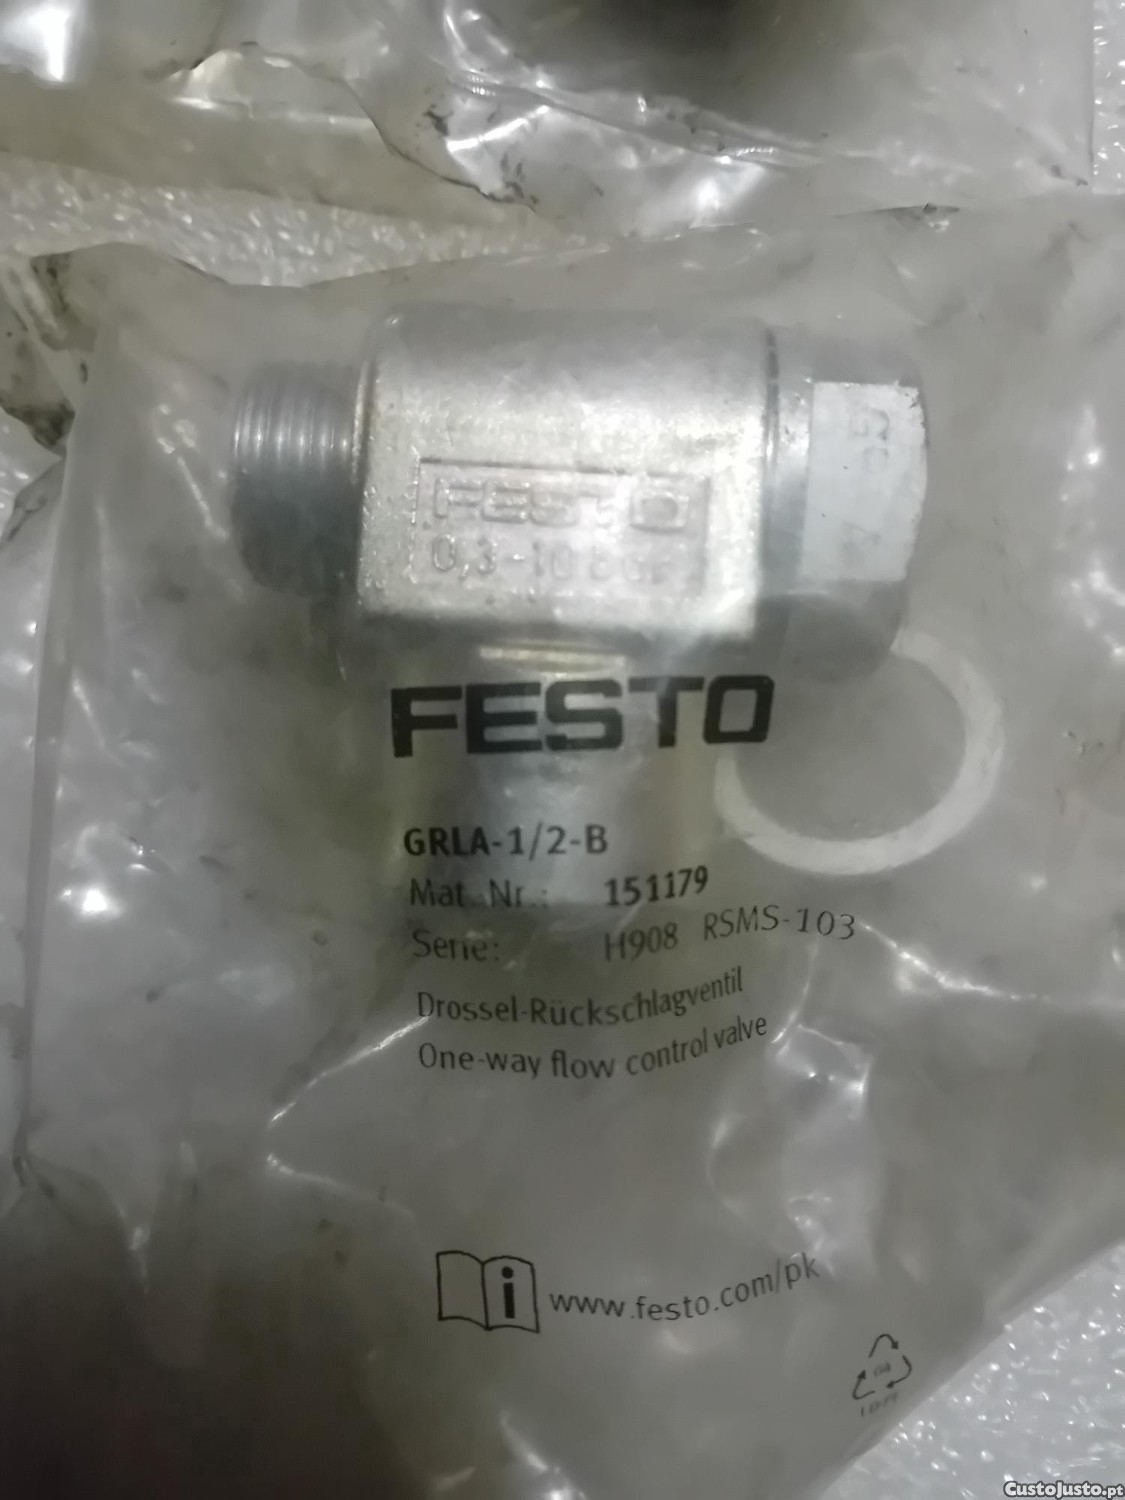 FESTO
0,3-10 bar
FESTO
GRLA-1/2-B
Mat.-Nr.: 151179
Serie: H908 RSMS-103
Drossel-Rückschlagventil
One-way flow control valve
i www.festo.com/pk
04
CustoJusto.pt